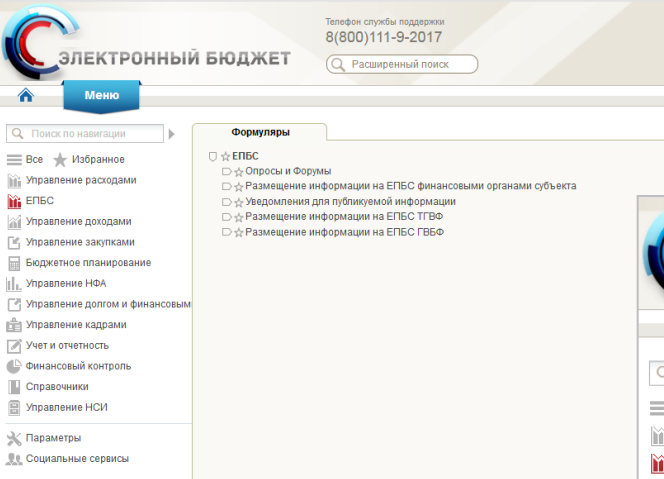 Телефон службы поддержки
8(800)111-9-2017
ЭЛЕКТРОННЫЙ БЮДЖЕТ
Расширенный поиск
Меню
Поиск по навигации
Все Избранное
Управление расходами
ЕПБС
Управление доходами
Управление закупками
Бюджетное планирование
Управление НФА
Управление долгом и финансовым
Управление кадрами
Учет и отчетность
Финансовый контроль
Справочники
Управление НСИ
Параметры
Социальные сервисы
Формуляры
ЕПБС
Опросы и Форумы
Размещение информации на ЕПБС финансовыми органами субъекта
Уведомления для публикуемой информации
Размещение информации на ЕПБС ТГВФ
Размещение информации на ЕПБС ГВБФ